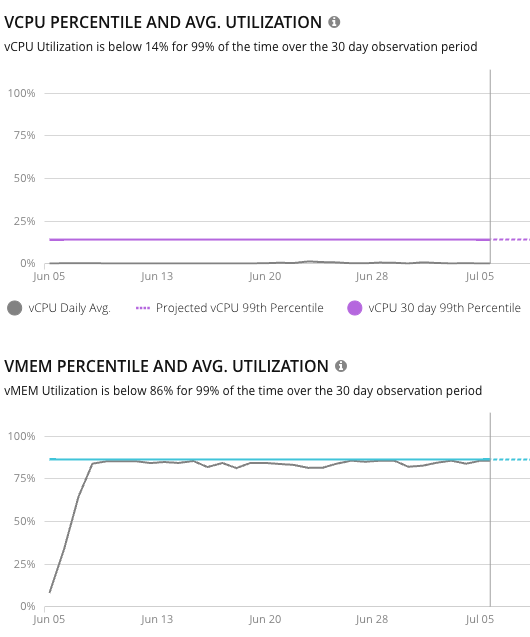 VCPU PERCENTILE AND AVG. UTILIZATION
vCPU Utilization is below 14% for 99% of the time over the 30 day observation period
100%
75%
50%
25%
0%
Jun 05 Jun 13 Jun 20 Jun 28 Jul 05
vCPU Daily Avg. Projected vCPU 99th Percentile vCPU 30 day 99th Percentile
VMEM PERCENTILE AND AVG. UTILIZATION
vMEM Utilization is below 86% for 99% of the time over the 30 day observation period
100%
75%
50%
25%
0%
Jun 05 Jun 13 Jun 20 Jun 28 Jul 05